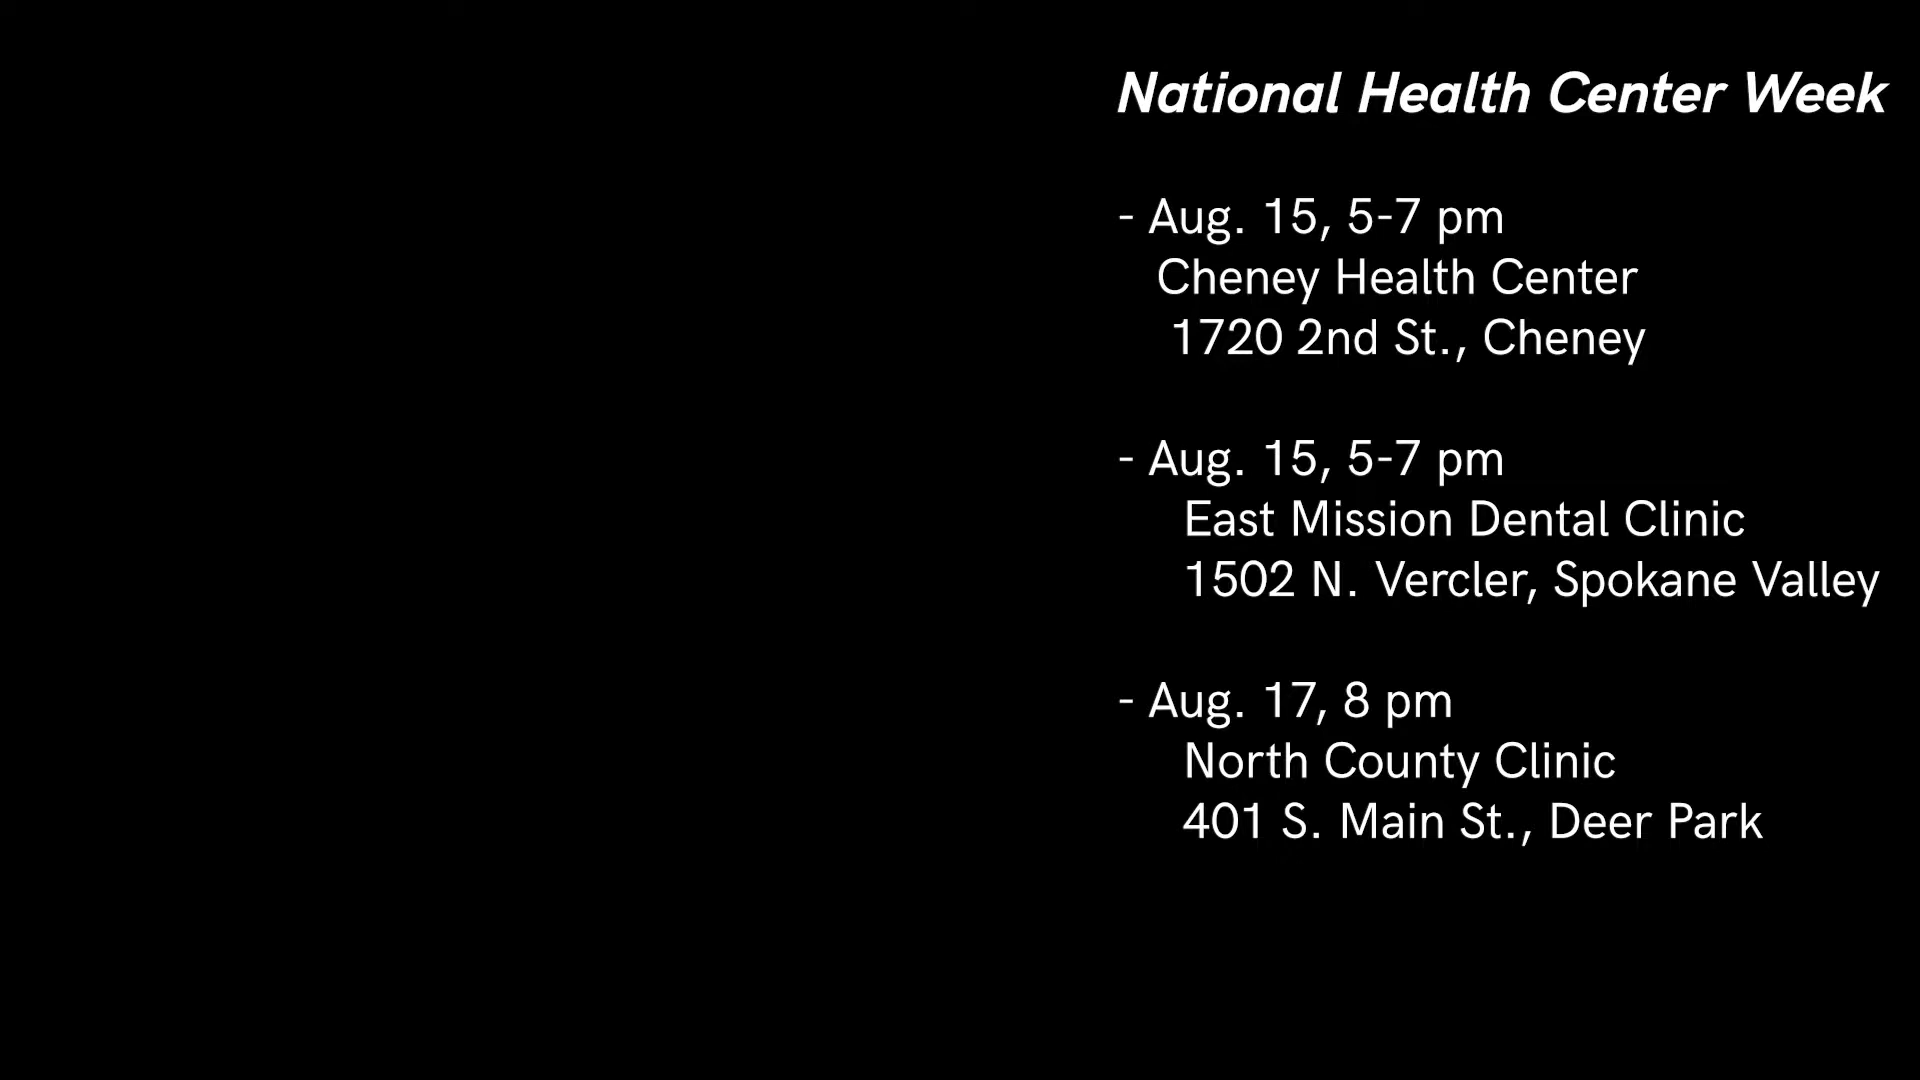 National Health Center Week
- Aug. 15, 5-7 pm
Cheney Health Center
1720 2nd St., Cheney
- Aug. 15, 5-7 pm
East Mission Dental Clinic
1502 N. Vercler, Spokane Valley
- Aug. 17, 8 pm
North County Clinic
401 S. Main St., Deer Park